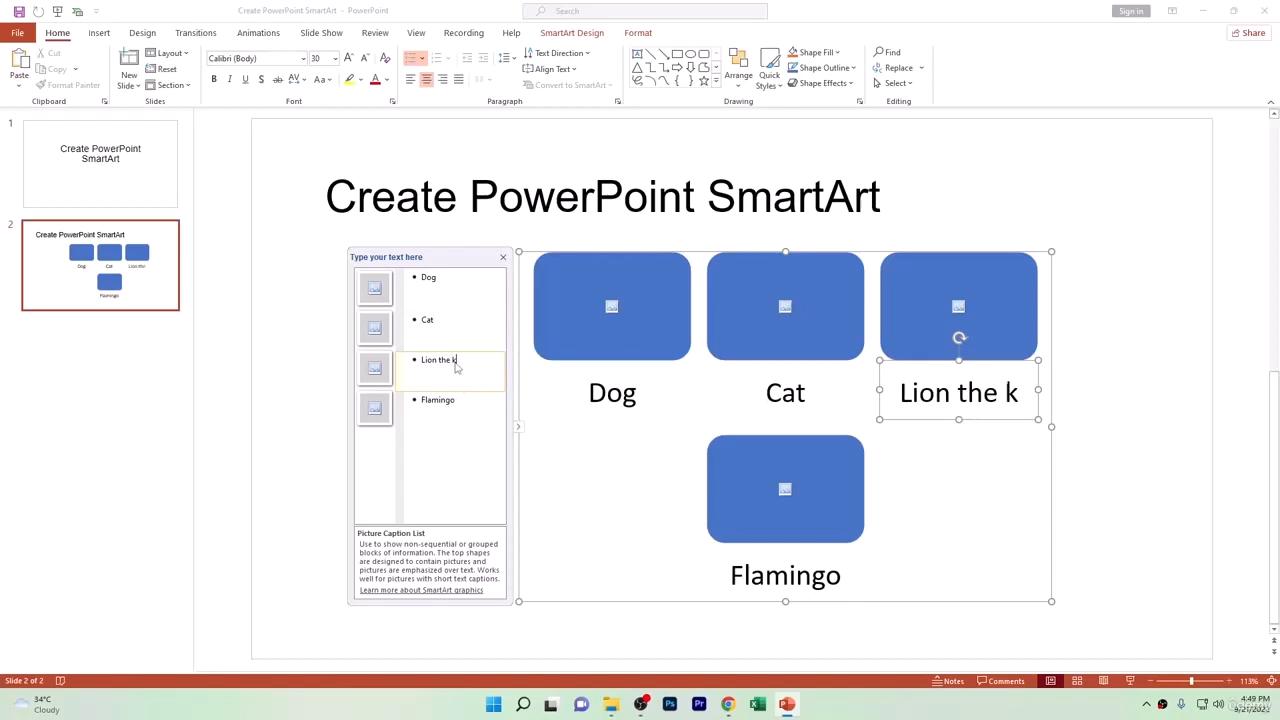 Create PowerPoint SmartArt - PowerPoint
Search
Sign in
File
Home
Insert
Design
Transitions
Animations
Slide Show
Review
View
Recording
Help
SmartArt Design
Format
Share
Paste
Cut
Copy
Format Painter
Clipboard
New
Slide
Layout
Reset
Section
Slides
Calibri (Body)
30
Font
Text Direction
Align Text
Convert to SmartArt
Paragraph
Arrange
Quick
Styles
Shape Fill
Shape Outline
Shape Effects
Drawing
Find
Replace
Select
Editing
1
Create PowerPoint
SmartArt
2
Create PowerPoint SmartArt
Dog
Cat
Flamingo
Create PowerPoint SmartArt
Type your text here
Dog
Cat
Lion the k
Flamingo
Picture Caption List
Use to show non-sequential or grouped
blocks of information. The top shapes
are designed to contain pictures and
pictures are emphasized over text. Works
well for pictures with short text captions.
Learn more about SmartArt graphics
Dog
Cat
Lion the k
Flamingo
Slide 2 of 2
Notes
Comments
113%
34°C
Cloudy
4:49 PM